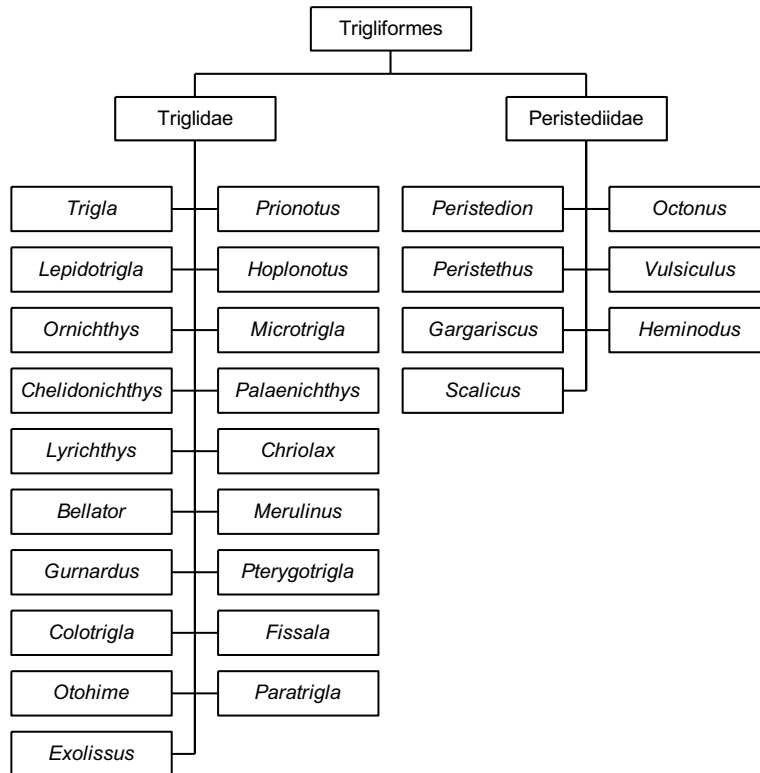 Trigliformes
Triglidae
Peristediidae
Trigla
Prionotus
Peristedion
Octonus
Lepidotrigla
Hoplonotus
Peristethus
Vulsiculus
Ornichthys
Microtrigla
Gargariscus
Heminodus
Chelidonichthys
Palaenichthys
Scalicus
Lyrichthys
Chriolax
Bellator
Merulinus
Gurnardus
Pterygotrigla
Colotrigla
Fissala
Otohime
Paratrigla
Exolissus